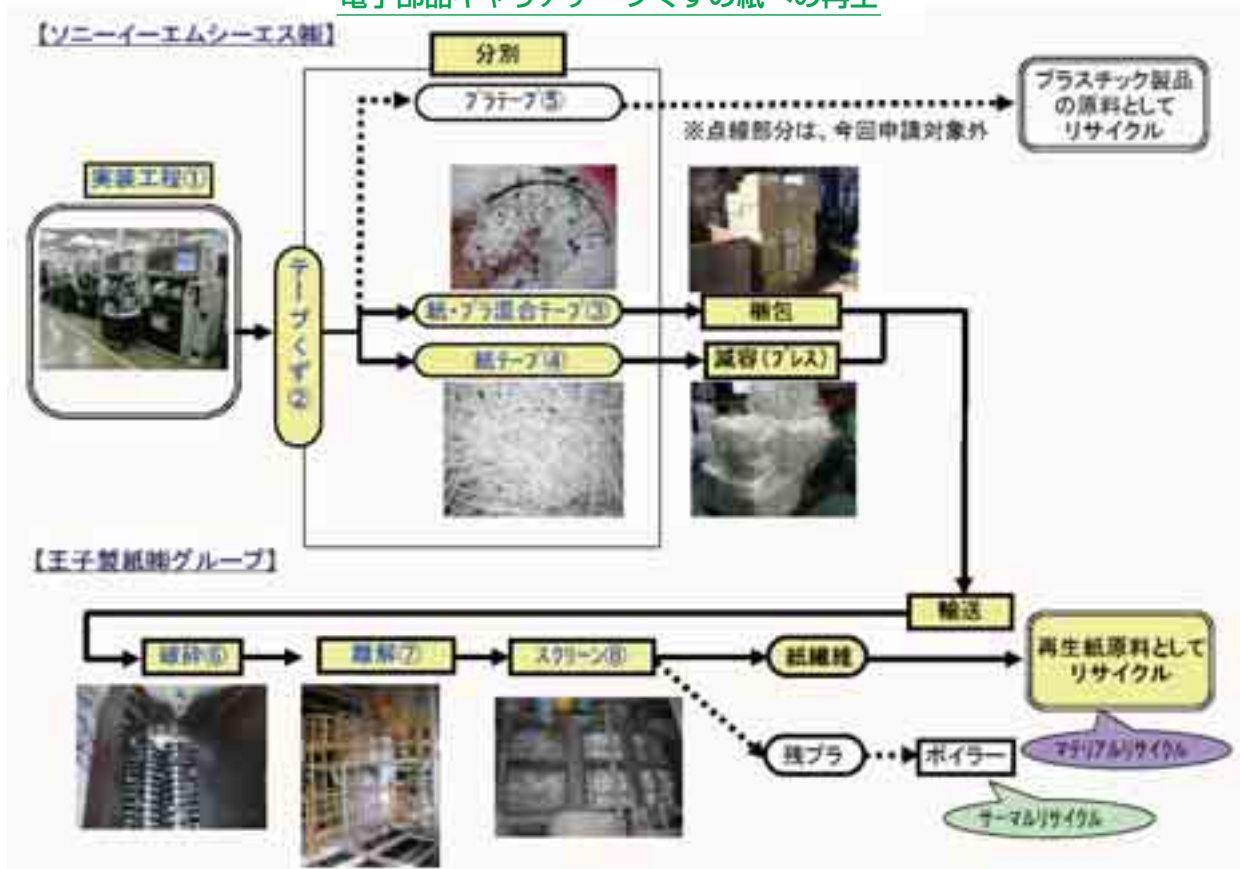 電子部品キャリアテープくずの紙への再生
【ソニーイーエムシーエス㈱】
分別
プラテープ⑤
プラスチック製品
の原料として
リサイクル
※点線部分は、今回申請対象外
実装工程①
テープくず②
紙・プラ混合テープ③
梱包
紙テープ④
減容(プレス)
【王子製紙㈱グループ】
輸送
破砕⑥
離解⑦
スクリーン⑧
紙繊維
再生紙原料として
リサイクル
マテリアルリサイクル
残プラ
ボイラー
サーマルリサイクル